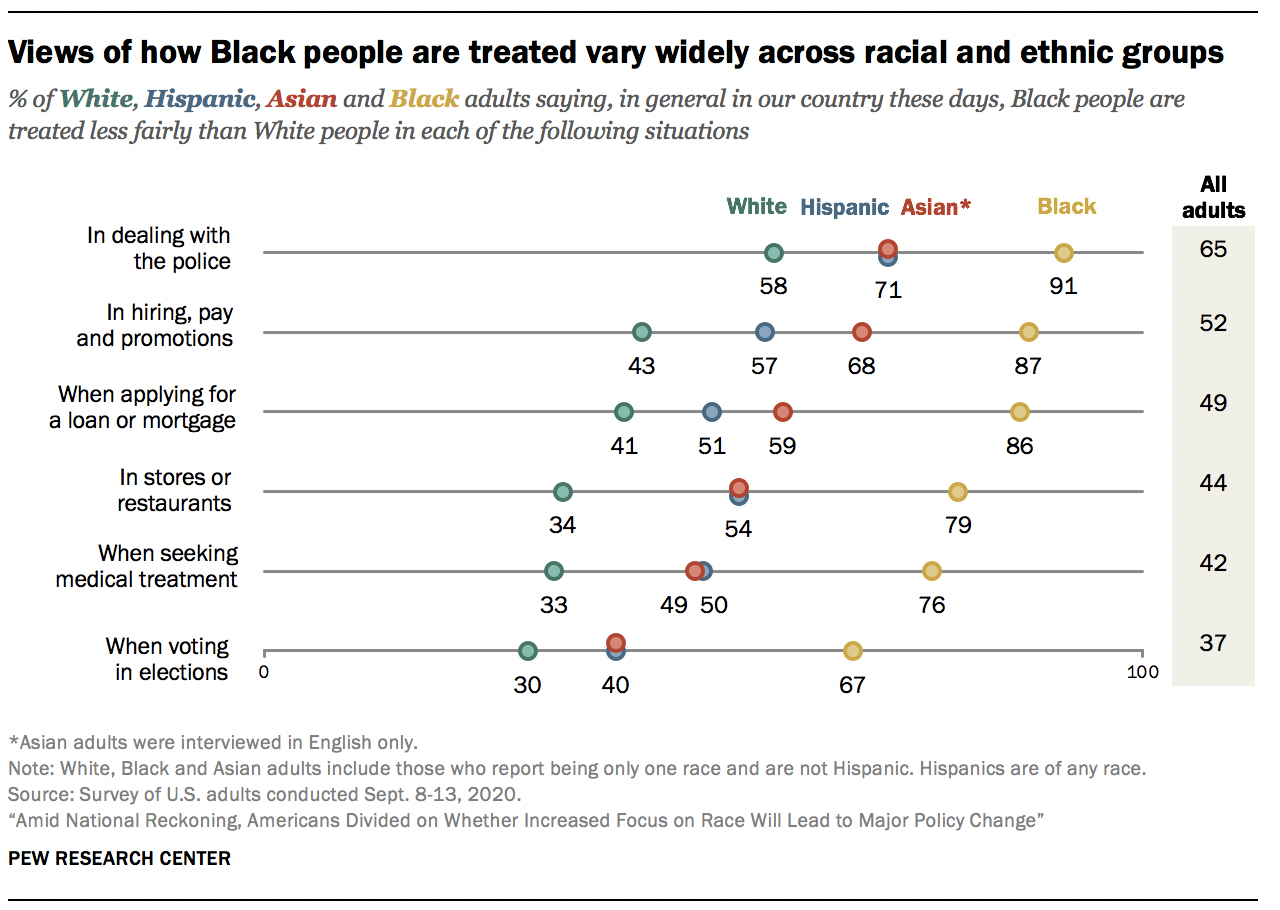 Views of how Black people are treated vary widely across racial and ethnic groups
% of White, Hispanic, Asian and Black adults saying, in general in our country these days, Black people are
treated less fairly than White people in each of the following situations
All
adults
White Hispanic Asian* Black
In dealing with
the police
58 71 91 65
In hiring, pay
and promotions
43 57 68 87 52
When applying for
a loan or mortgage
41 51 59 86 49
In stores or
restaurants
34 54 79 44
When seeking
medical treatment
33 49 50 76 42
When voting
in elections
0 100
30 40 67 37
*Asian adults were interviewed in English only.
Note: White, Black and Asian adults include those who report being only one race and are not Hispanic. Hispanics are of any race.
Source: Survey of U.S. adults conducted Sept. 8-13, 2020.
“Amid National Reckoning, Americans Divided on Whether Increased Focus on Race Will Lead to Major Policy Change”
PEW RESEARCH CENTER